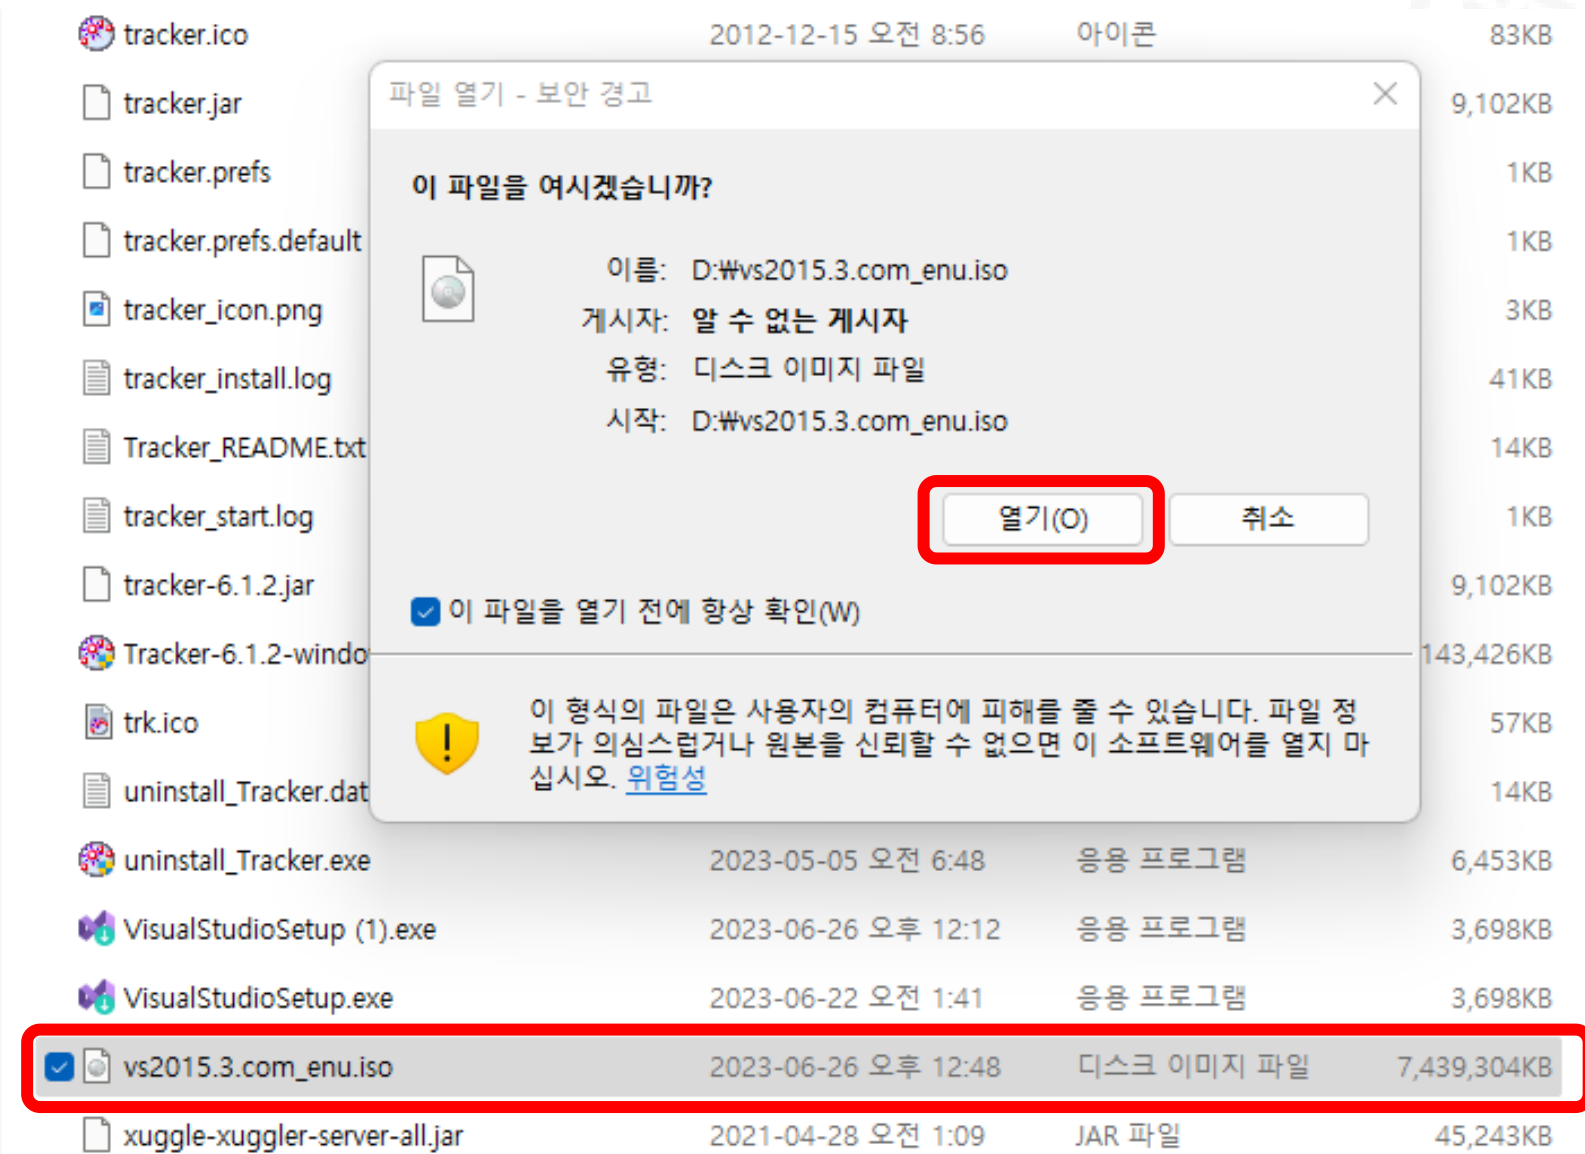 tracker.ico 2012-12-15 오전 8:56 아이콘 83KB
파일 열기 - 보안 경고
tracker.jar 9,102KB
tracker.prefs 1KB
이 파일을 여시겠습니까?
tracker.prefs.default 1KB
이름: D:₩vs2015.3.com_enu.iso
tracker_icon.png 3KB
게시자: 알 수 없는 게시자
유형: 디스크 이미지 파일
tracker_install.log 41KB
시작: D:₩vs2015.3.com_enu.iso
Tracker_README.txt 14KB
tracker_start.log 1KB
열기(O) 취소
tracker-6.1.2.jar 9,102KB
이 파일을 열기 전에 항상 확인(W)
Tracker-6.1.2-windo 143,426KB
trk.ico 57KB
이 형식의 파일은 사용자의 컴퓨터에 피해를 줄 수 있습니다. 파일 정
보가 의심스럽거나 원본을 신뢰할 수 없으면 이 소프트웨어를 열지 마
십시오. 위험성
uninstall_Tracker.dat 14KB
uninstall_Tracker.exe 2023-05-05 오전 6:48 응용 프로그램 6,453KB
VisualStudioSetup (1).exe 2023-06-26 오후 12:12 응용 프로그램 3,698KB
VisualStudioSetup.exe 2023-06-22 오전 1:41 응용 프로그램 3,698KB
vs2015.3.com_enu.iso 2023-06-26 오후 12:48 디스크 이미지 파일 7,439,304KB
xuggle-xuggler-server-all.jar 2021-04-28 오전 1:09 JAR 파일 45,243KB